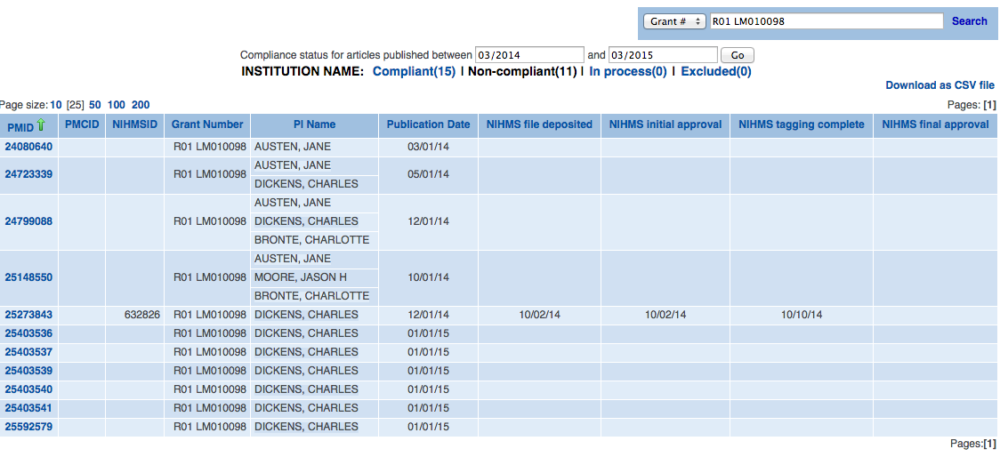 Grant # R01 LM010098 Search
Compliance status for articles published between 03/2014 and 03/2015 Go
INSTITUTION NAME: Compliant(15) | Non-compliant(11) | In process(0) | Excluded(0)
Download as CSV file
Page size: 10 [25] 50 100 200 Pages: [1]
PMID PMCID NIHMSID Grant Number PI Name Publication Date NIHMS file deposited NIHMS initial approval NIHMS tagging complete NIHMS final approval
24080640 R01 LM010098 AUSTEN, JANE 03/01/14
AUSTEN, JANE
24723339 R01 LM010098 05/01/14
DICKENS, CHARLES
AUSTEN, JANE
24799088 R01 LM010098 DICKENS, CHARLES 12/01/14
BRONTE, CHARLOTTE
AUSTEN, JANE
25148550 R01 LM010098 MOORE, JASON H 10/01/14
BRONTE, CHARLOTTE
25273843 632826 R01 LM010098 DICKENS, CHARLES 12/01/14 10/02/14 10/02/14 10/10/14
25403536 R01 LM010098 DICKENS, CHARLES 01/01/15
25403537 R01 LM010098 DICKENS, CHARLES 01/01/15
25403539 R01 LM010098 DICKENS, CHARLES 01/01/15
25403540 R01 LM010098 DICKENS, CHARLES 01/01/15
25403541 R01 LM010098 DICKENS, CHARLES 01/01/15
25592579 R01 LM010098 DICKENS, CHARLES 01/01/15
Pages:[1]